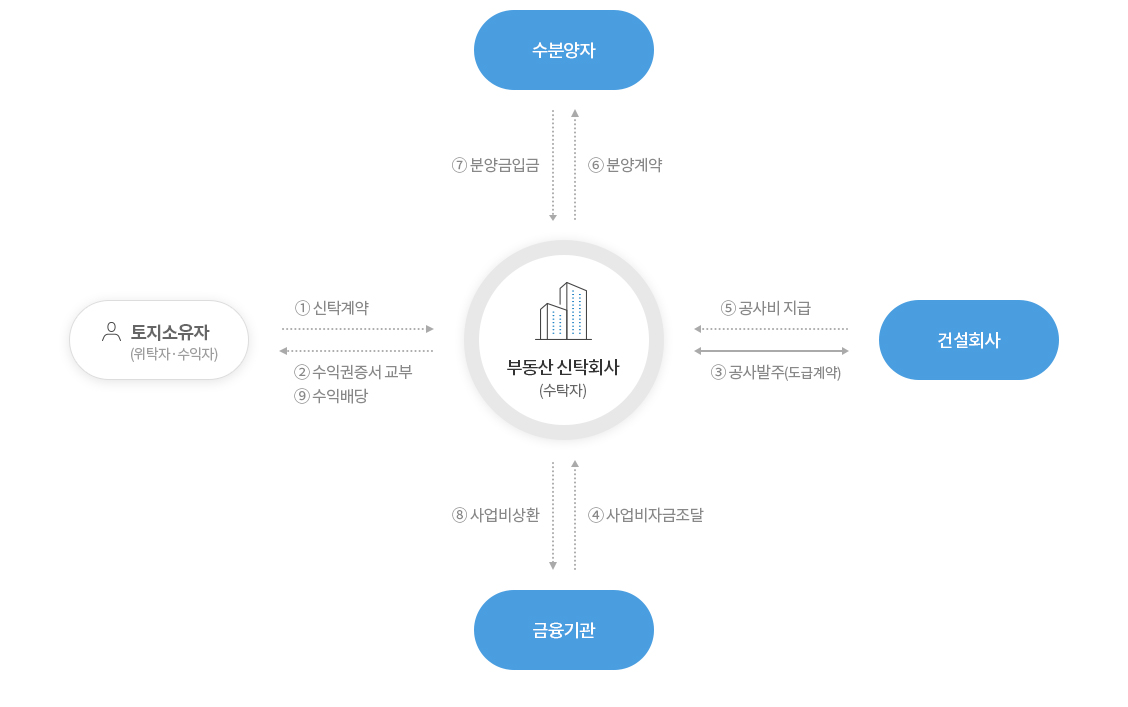 수분양자
⑦ 분양금입금
⑥ 분양계약
① 신탁계약
⑤ 공사비 지급
토지소유자
(위탁자 · 수익자)
부동산 신탁회사
(수탁자)
건설회사
② 수익권증서 교부
⑨ 수익배당
③ 공사발주(도급계약)
⑧ 사업비상환
④ 사업비자금조달
금융기관